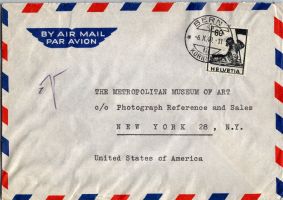 BY AIR MAIL
PAR AVION
BERN
60
HELVETIA
THE METROPOLITAN MUSEUM OF ART
c/o Photograph Reference and Sales
NEW YORK 28, N.Y.
United States of America